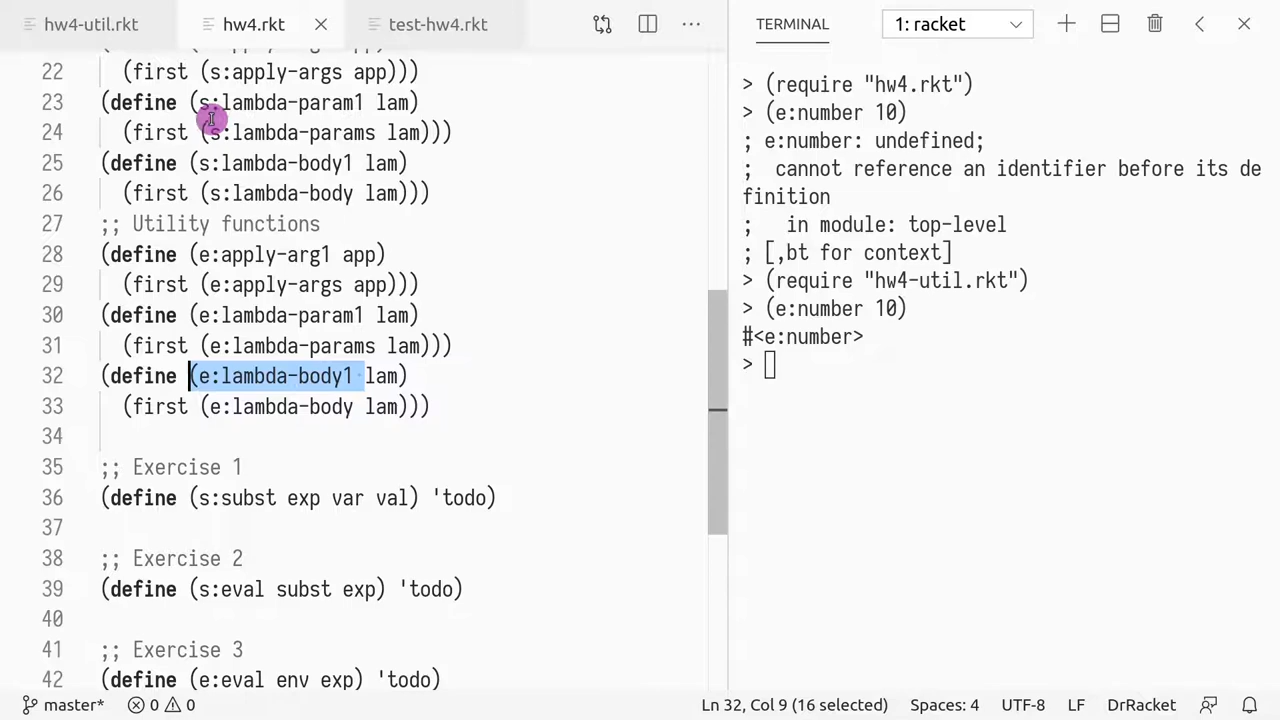 hw4-util.rkt
hw4.rkt
test-hw4.rkt
22 (first (s:apply-args app)))
23 (define (s:lambda-param1 lam)
24 (first (s:lambda-params lam)))
25 (define (s:lambda-body1 lam)
26 (first (s:lambda-body lam)))
27 ;; Utility functions
28 (define (e:apply-arg1 app)
29 (first (e:apply-args app)))
30 (define (e:lambda-param1 lam)
31 (first (e:lambda-params lam)))
32 (define (e:lambda-body1 lam)
33 (first (e:lambda-body lam)))
34
35 ;; Exercise 1
36 (define (s:subst exp var val) 'todo)
37
38 ;; Exercise 2
39 (define (s:eval subst exp) 'todo)
40
41 ;; Exercise 3
42 (define (e:eval env exp) 'todo)
TERMINAL
1: racket
> (require "hw4.rkt")
> (e:number 10)
; e:number: undefined;
;  cannot reference an identifier before its de
finition
;   in module: top-level
; [,bt for context]
> (require "hw4-util.rkt")
> (e:number 10)
#<e:number>
>
master* 0 0 Ln 32, Col 9 (16 selected) Spaces: 4 UTF-8 LF DrRacket